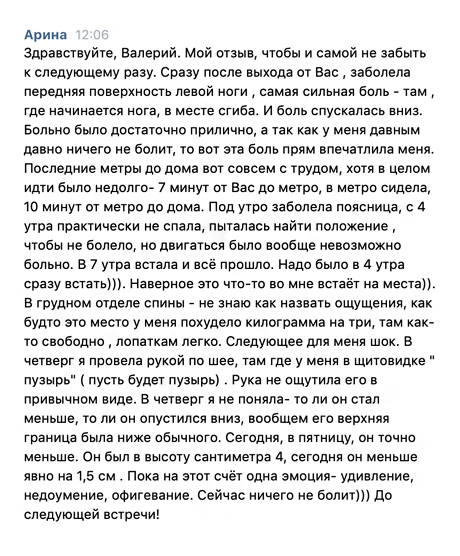 Арина 12:06
Здравствуйте, Валерий. Мой отзыв, чтобы и самой не забыть
к следующему разу. Сразу после выхода от Вас , заболела
передняя поверхность левой ноги , самая сильная боль - там ,
где начинается нога, в месте сгиба. И боль спускалась вниз.
Больно было достаточно прилично, а так как у меня давным
давно ничего не болит, то вот эта боль прям впечатлила меня.
Последние метры до дома вот совсем с трудом, хотя в целом
идти было недолго- 7 минут от Вас до метро, в метро сидела,
10 минут от метро до дома. Под утро заболела поясница, с 4
утра практически не спала, пыталась найти положение ,
чтобы не болело, но двигаться было вообще невозможно
больно. В 7 утра встала и всё прошло. Надо было в 4 утра
сразу встать))). Наверное это что-то во мне встаёт на места)).
В грудном отделе спины - не знаю как назвать ощущения, как
будто это место у меня похудело килограмма на три, там как-
то свободно , лопаткам легко. Следующее для меня шок. В
четверг я провела рукой по шее, там где у меня в щитовидке "
пузырь" ( пусть будет пузырь) . Рука не ощутила его в
привычном виде. В четверг я не поняла- то ли он стал
меньше, то ли он опустился вниз, вообщем его верхняя
граница была ниже обычного. Сегодня, в пятницу, он точно
меньше. Он был в высоту сантиметра 4, сегодня он меньше
явно на 1,5 см . Пока на этот счёт одна эмоция- удивление,
недоумение, офигевание. Сейчас ничего не болит))) До
следующей встречи!